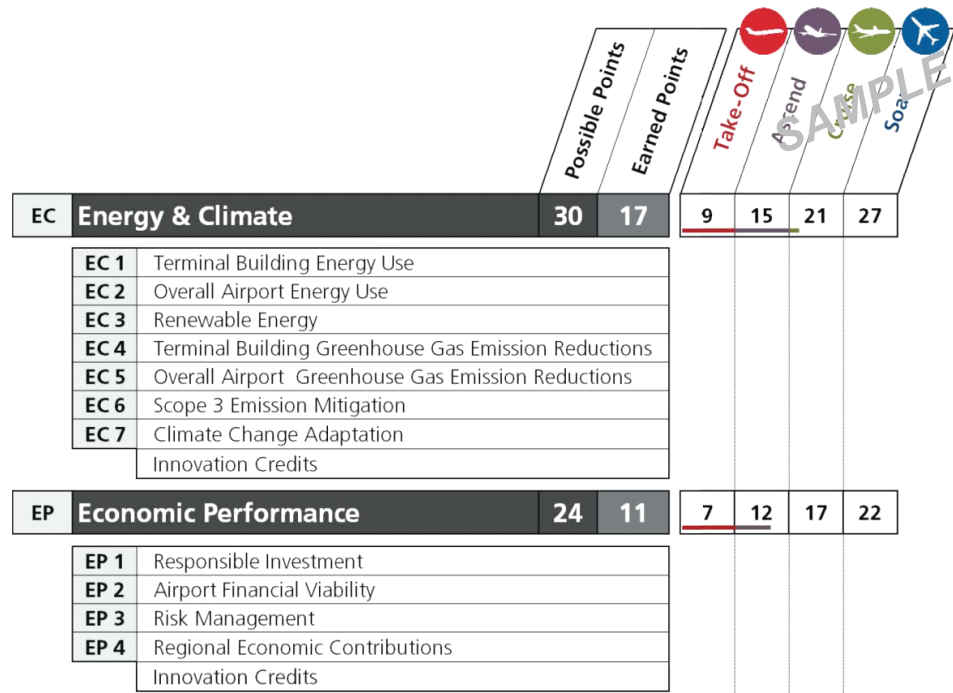 Possible Points
Earned Points
Take-Off
Ascend
Cruise
Soar
SAMPLE
EC Energy & Climate 30 17 9 15 21 27
EC 1 Terminal Building Energy Use
EC 2 Overall Airport Energy Use
EC 3 Renewable Energy
EC 4 Terminal Building Greenhouse Gas Emission Reductions
EC 5 Overall Airport Greenhouse Gas Emission Reductions
EC 6 Scope 3 Emission Mitigation
EC 7 Climate Change Adaptation
Innovation Credits
EP Economic Performance 24 11 7 12 17 22
EP 1 Responsible Investment
EP 2 Airport Financial Viability
EP 3 Risk Management
EP 4 Regional Economic Contributions
Innovation Credits